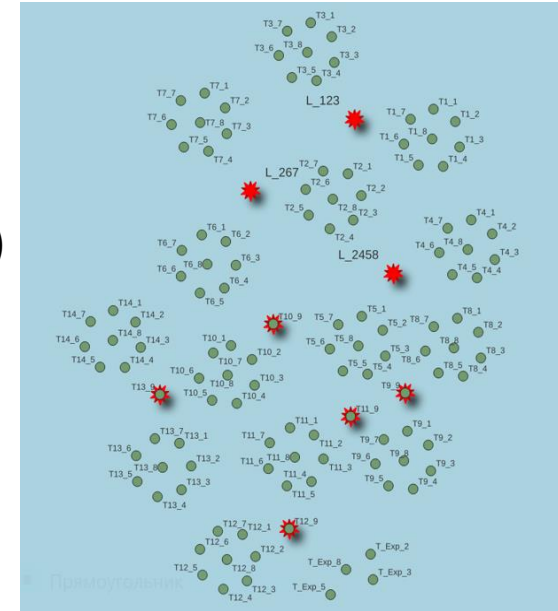 )
T3_1
T3_7
T3_2
T3_6
T3_8
T3_3
T3_5
T3_4
T7_1
T7_7
T7_2
T7_6
T7_8
T7_3
T7_5
T7_4
L_123
T1_1
T1_7
T1_2
T1_6
T1_8
T1_3
T1_5
T1_4
L_267
T2_7
T2_1
T2_6
T2_2
T2_5
T2_8
T2_3
T2_4
T4_1
T4_7
T4_2
T4_6
T4_8
T4_3
T4_5
T4_4
L_2458
T6_1
T6_7
T6_2
T6_6
T6_8
T6_3
T6_4
T6_5
T14_1
T14_7
T14_2
T14_6
T14_8
T14_3
T14_5
T14_4
T10_9
T10_1
T10_7
T10_2
T10_6
T10_8
T10_3
T10_5
T10_4
T5_1
T5_7
T5_2
T5_6
T5_8
T5_3
T5_5
T5_4
T8_1
T8_7
T8_2
T8_8
T8_6
T8_3
T8_5
T8_4
T13_9
T9_9
T11_9
T13_7
T13_1
T13_6
T13_2
T13_5
T13_8
T13_3
T13_4
T11_1
T11_7
T11_2
T11_6
T11_8
T11_3
T11_4
T11_5
T9_1
T9_7
T9_2
T9_6
T9_8
T9_3
T9_5
T9_4
T12_9
T12_7
T12_1
T12_6
T12_2
T12_5
T12_8
T12_3
T12_4
T_Exp_2
T_Exp_8
T_Exp_3
T_Exp_5
Прямоугольник